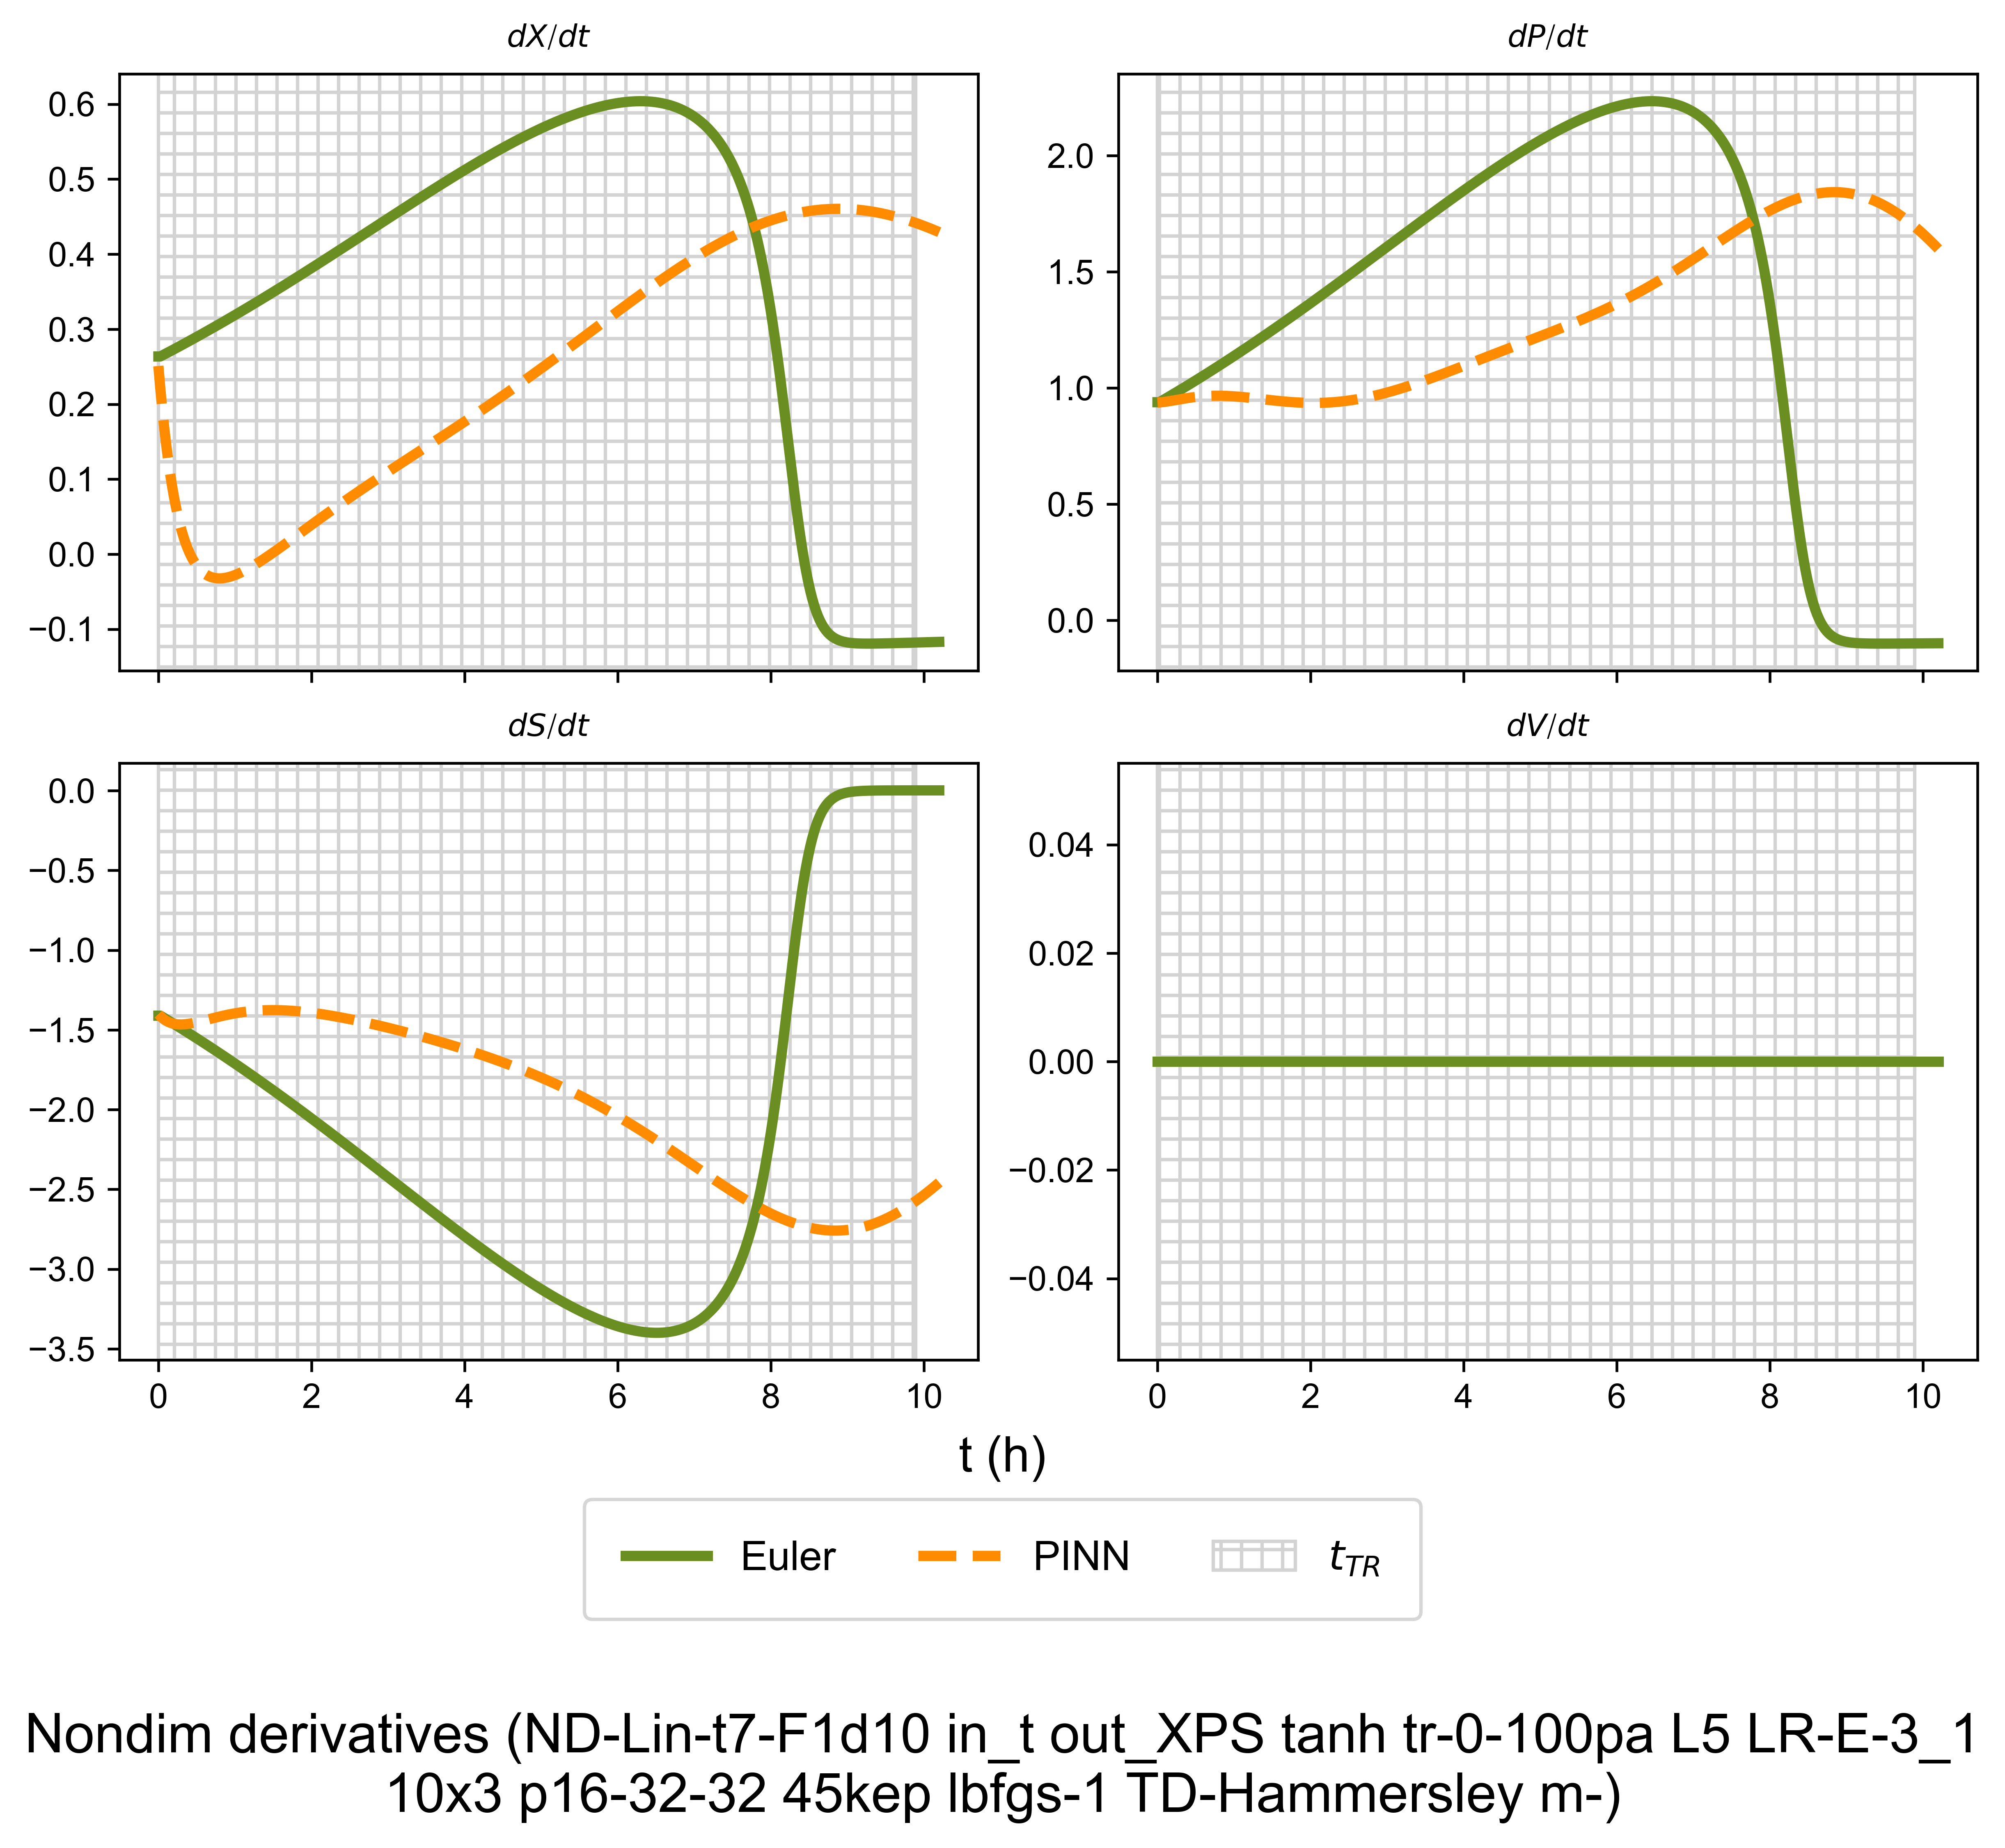 dX/dt
dP/dt
0.6
0.5
0.4
0.3
0.2
0.1
0.0
−0.1
2.0
1.5
1.0
0.5
0.0
dS/dt
dV/dt
0.0
−0.5
−1.0
−1.5
−2.0
−2.5
−3.0
−3.5
0 2 4 6 8 10
0.04
0.02
0.00
−0.02
−0.04
0 2 4 6 8 10
t (h)
Euler PINN t_TR
Nondim derivatives (ND-Lin-t7-F1d10 in_t out_XPS tanh tr-0-100pa L5 LR-E-3_1
10x3 p16-32-32 45kep lbfgs-1 TD-Hammersley m-)